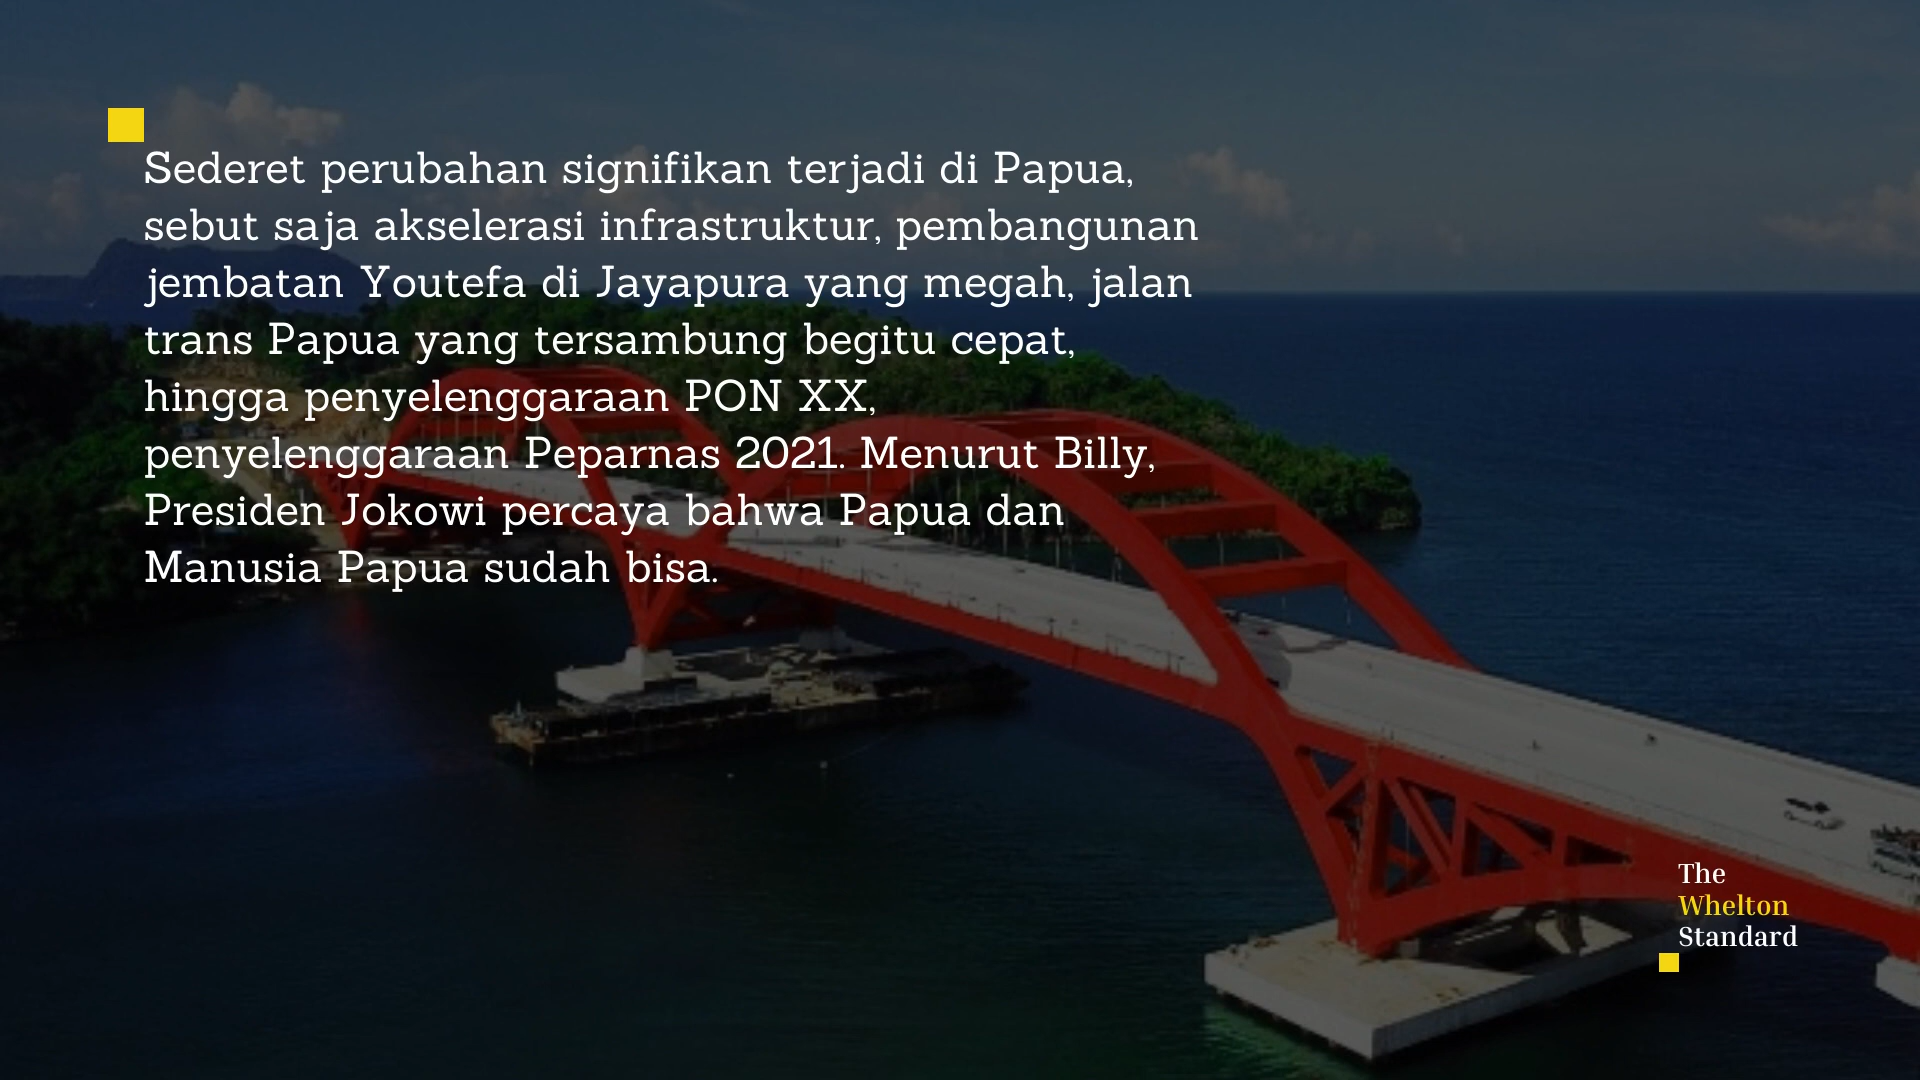 Sederet perubahan signifikan terjadi di Papua,
sebut saja akselerasi infrastruktur, pembangunan
jembatan Youtefa di Jayapura yang megah, jalan
trans Papua yang tersambung begitu cepat,
hingga penyelenggaraan PON XX,
penyelenggaraan Peparnas 2021. Menurut Billy,
Presiden Jokowi percaya bahwa Papua dan
Manusia Papua sudah bisa.
The
Whelton
Standard